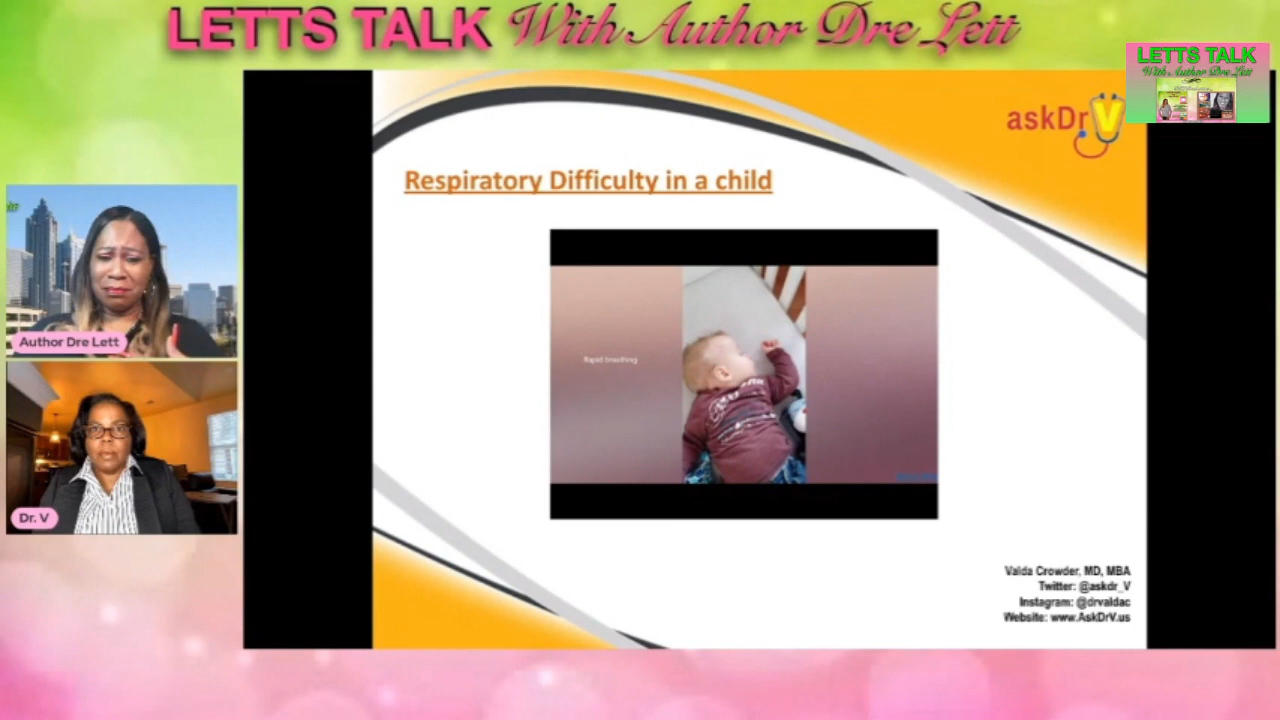 LETTS TALK With Author Dre Lett
LETTS TALK
With Author Dre Lett
askDrV
Respiratory Difficulty in a child
Rapid breathing
Author Dre Lett
Dr. V
Valda Crowder, MD, MBA
Twitter: @askdr_V
Instagram: @drvaldac
Website: www.AskDrV.us